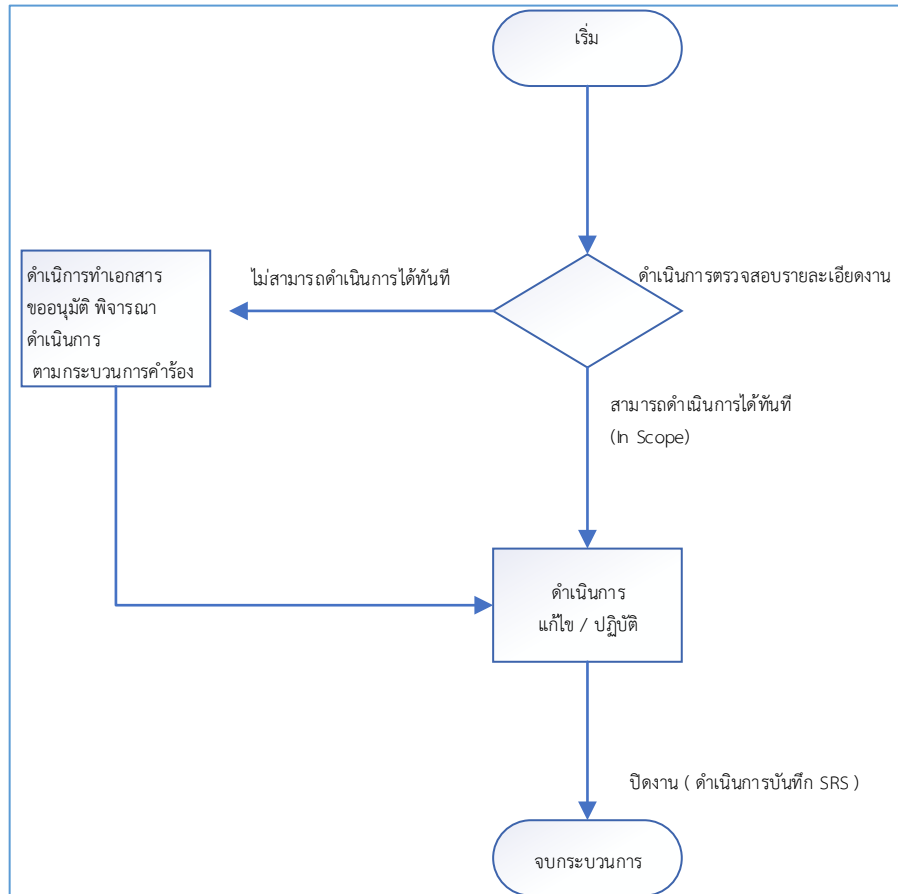 เริ่ม
ดำเนิการทำเอกสาร
ขออนุมัติ พิจารณา
ดำเนินการ
ตามกระบวนการคำร้อง
ไม่สามารถดำเนินการได้ทันที
ดำเนินการตรวจสอบรายละเอียดงาน
สามารถดำเนินการได้ทันที
(In Scope)
ดำเนินการ
แก้ไข / ปฏิบัติ
ปิดงาน ( ดำเนินการบันทึก SRS )
จบกระบวนการ